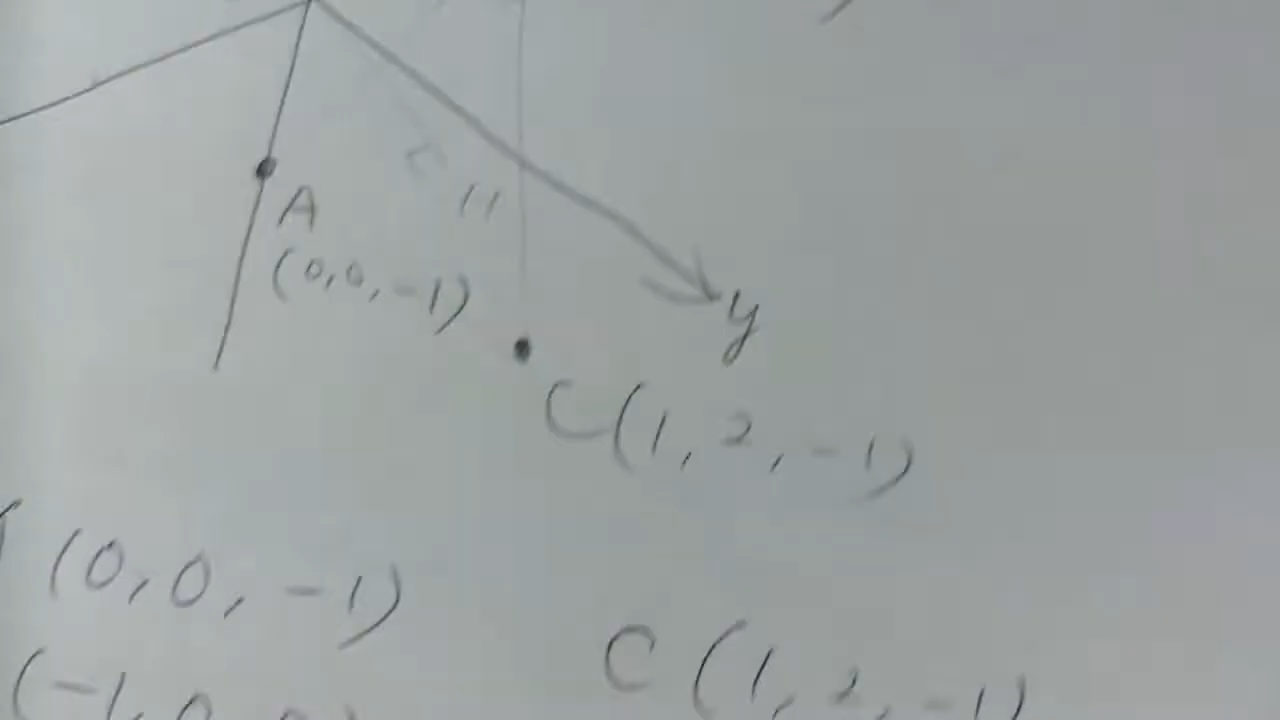 A
(0,0,-1)
y
C(1,2,-1)
(0,0,-1)
C(1,2,-1)